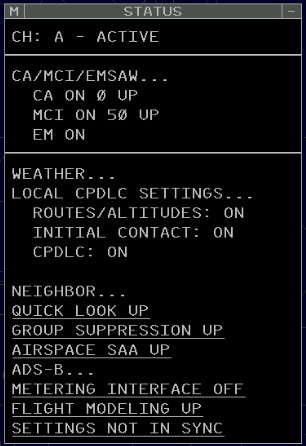 M STATUS -
CH: A - ACTIVE
CA/MCI/EMSAW...
CA ON Ø UP
MCI ON 5Ø UP
EM ON
WEATHER...
LOCAL CPDLC SETTINGS...
ROUTES/ALTITUDES: ON
INITIAL CONTACT: ON
CPDLC: ON
NEIGHBOR...
QUICK LOOK UP
GROUP SUPPRESSION UP
AIRSPACE SAA UP
ADS-B...
METERING INTERFACE OFF
FLIGHT MODELING UP
SETTINGS NOT IN SYNC